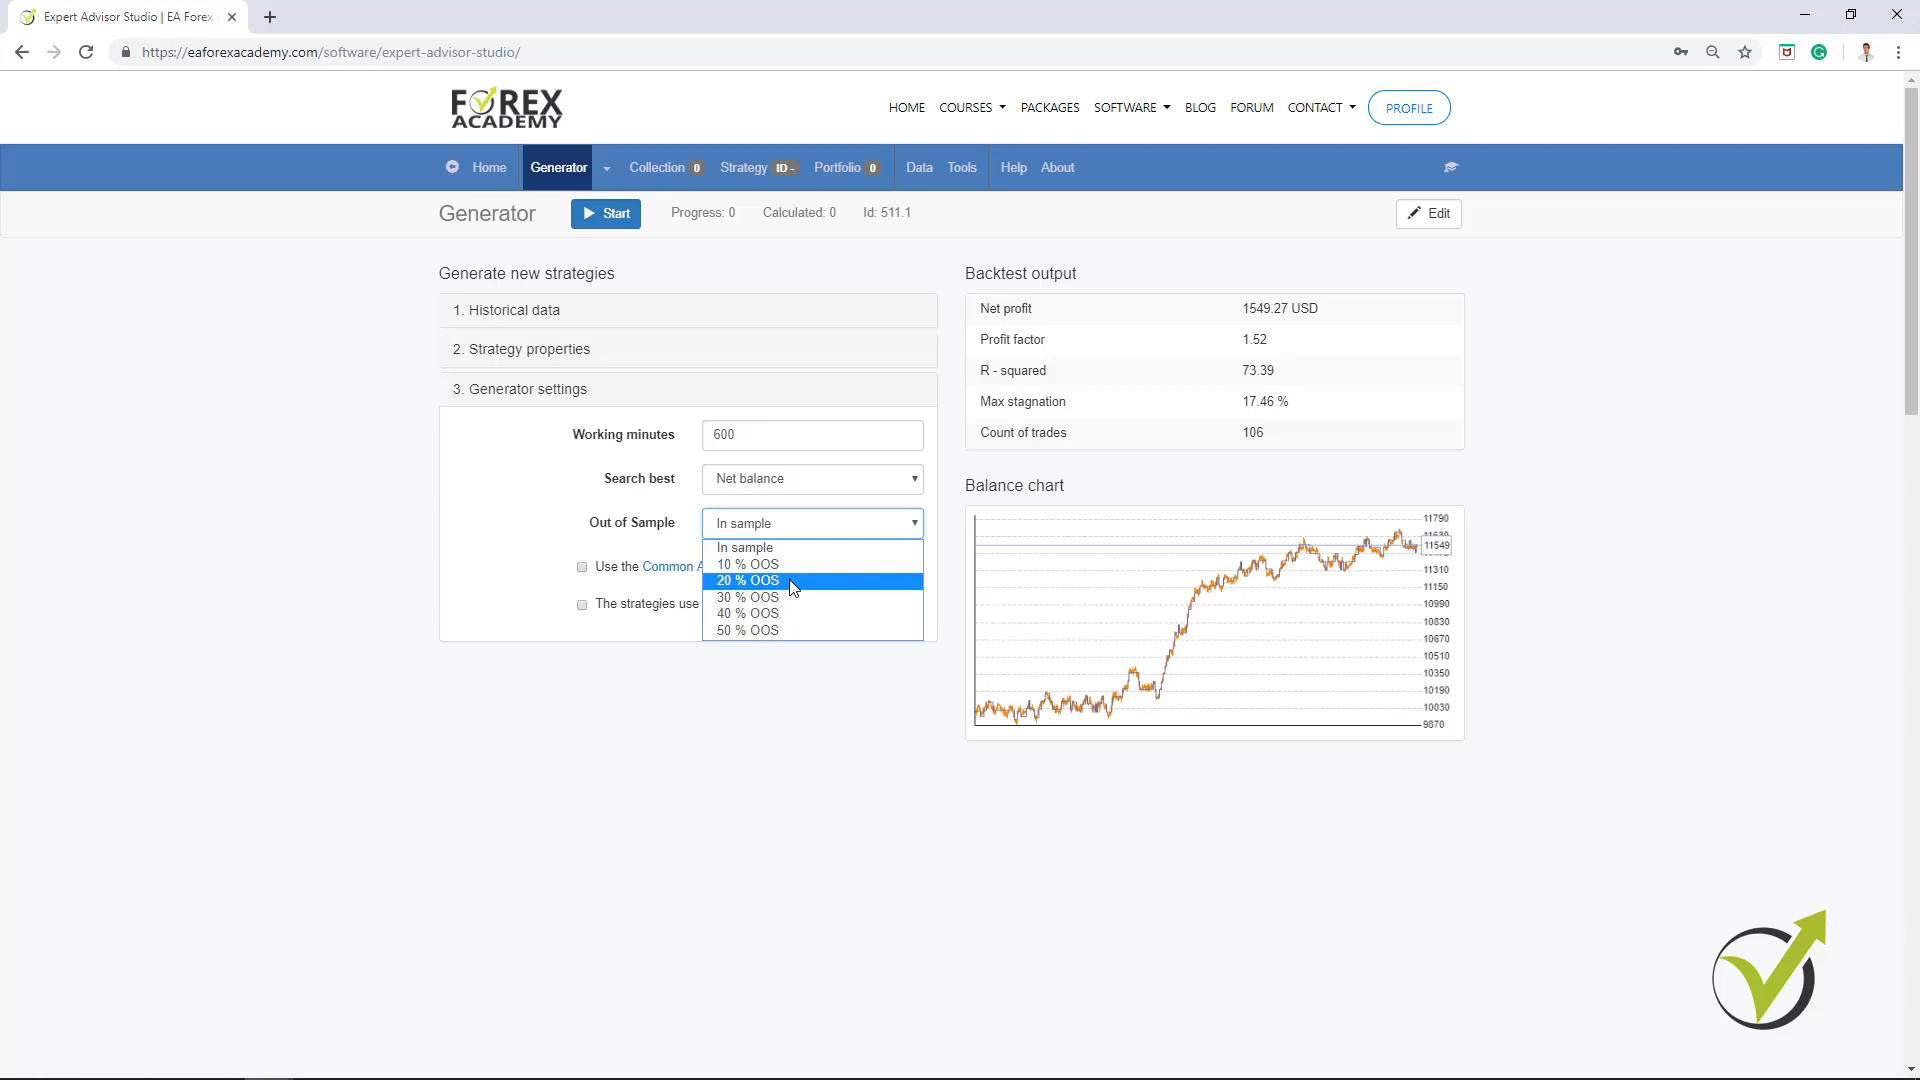 Expert Advisor Studio | EA Forex
https://eaforexacademy.com/software/expert-advisor-studio/
FOREX
ACADEMY
HOME COURSES PACKAGES SOFTWARE BLOG FORUM CONTACT PROFILE
Home Generator Collection 0 Strategy ID - Portfolio 0 Data Tools Help About
Generator Start Progress: 0 Calculated: 0 Id: 511.1 Edit
Generate new strategies
1. Historical data
2. Strategy properties
3. Generator settings
Working minutes 600
Search best Net balance
Out of Sample In sample
In sample
10 % OOS
20 % OOS
30 % OOS
40 % OOS
50 % OOS
Use the Common A
The strategies use
Backtest output
Net profit 1549.27 USD
Profit factor 1.52
R - squared 73.39
Max stagnation 17.46 %
Count of trades 106
Balance chart
11790
11549
11310
11150
10990
10830
10670
10510
10350
10190
10030
9870